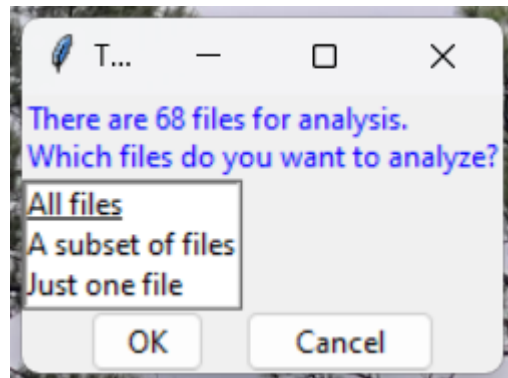 T...
There are 68 files for analysis.
Which files do you want to analyze?
All files
A subset of files
Just one file
OK
Cancel